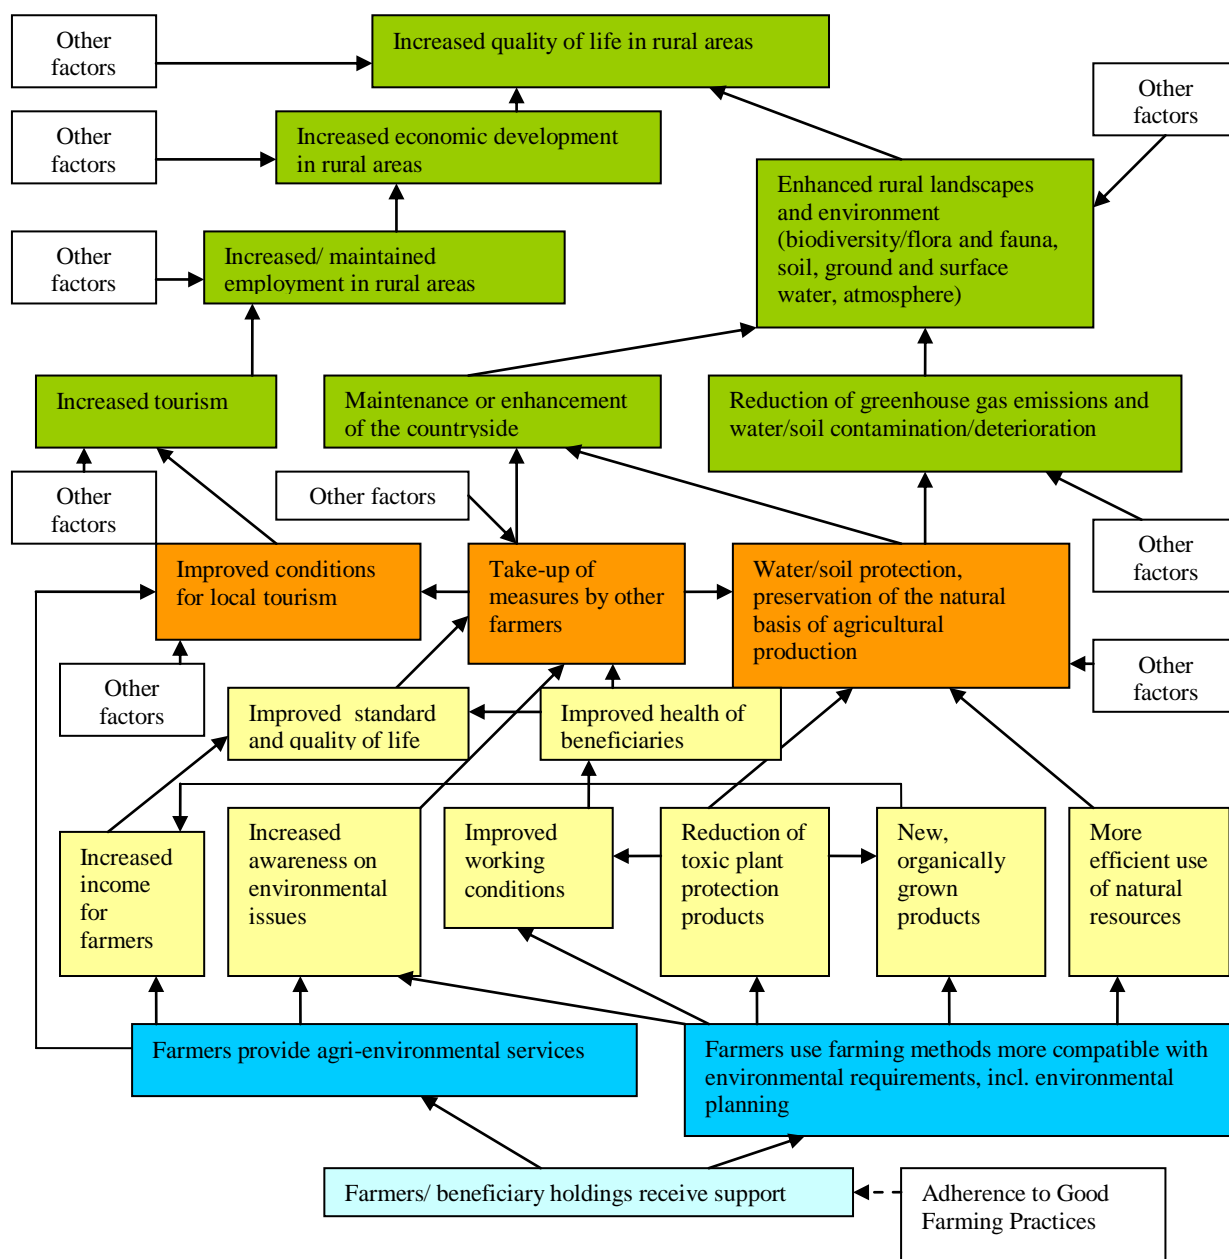 Other
factors
Increased quality of life in rural areas
Other
factors
Other
factors
Increased economic development
in rural areas
Enhanced rural landscapes
and environment
(biodiversity/flora and fauna,
soil, ground and surface
water, atmosphere)
Other
factors
Increased/ maintained
employment in rural areas
Increased tourism
Maintenance or enhancement
of the countryside
Reduction of greenhouse gas emissions and
water/soil contamination/deterioration
Other
factors
Other factors
Other
factors
Improved conditions
for local tourism
Take-up of
measures by other
farmers
Water/soil protection,
preservation of the natural
basis of agricultural
production
Other
factors
Other
factors
Improved standard
and quality of life
Improved health of
beneficiaries
Increased
income for
farmers
Increased
awareness on
environmental
issues
Improved
working
conditions
Reduction of
toxic plant
protection
products
New,
organically
grown
products
More
efficient use
of natural
resources
Farmers provide agri-environmental services
Farmers use farming methods more compatible with
environmental requirements, incl. environmental
planning
Farmers/ beneficiary holdings receive support
Adherence to Good
Farming Practices